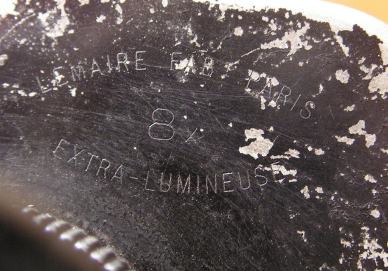 LEMAIRE FAB PARIS
8x
EXTRA-LUMINEUSE